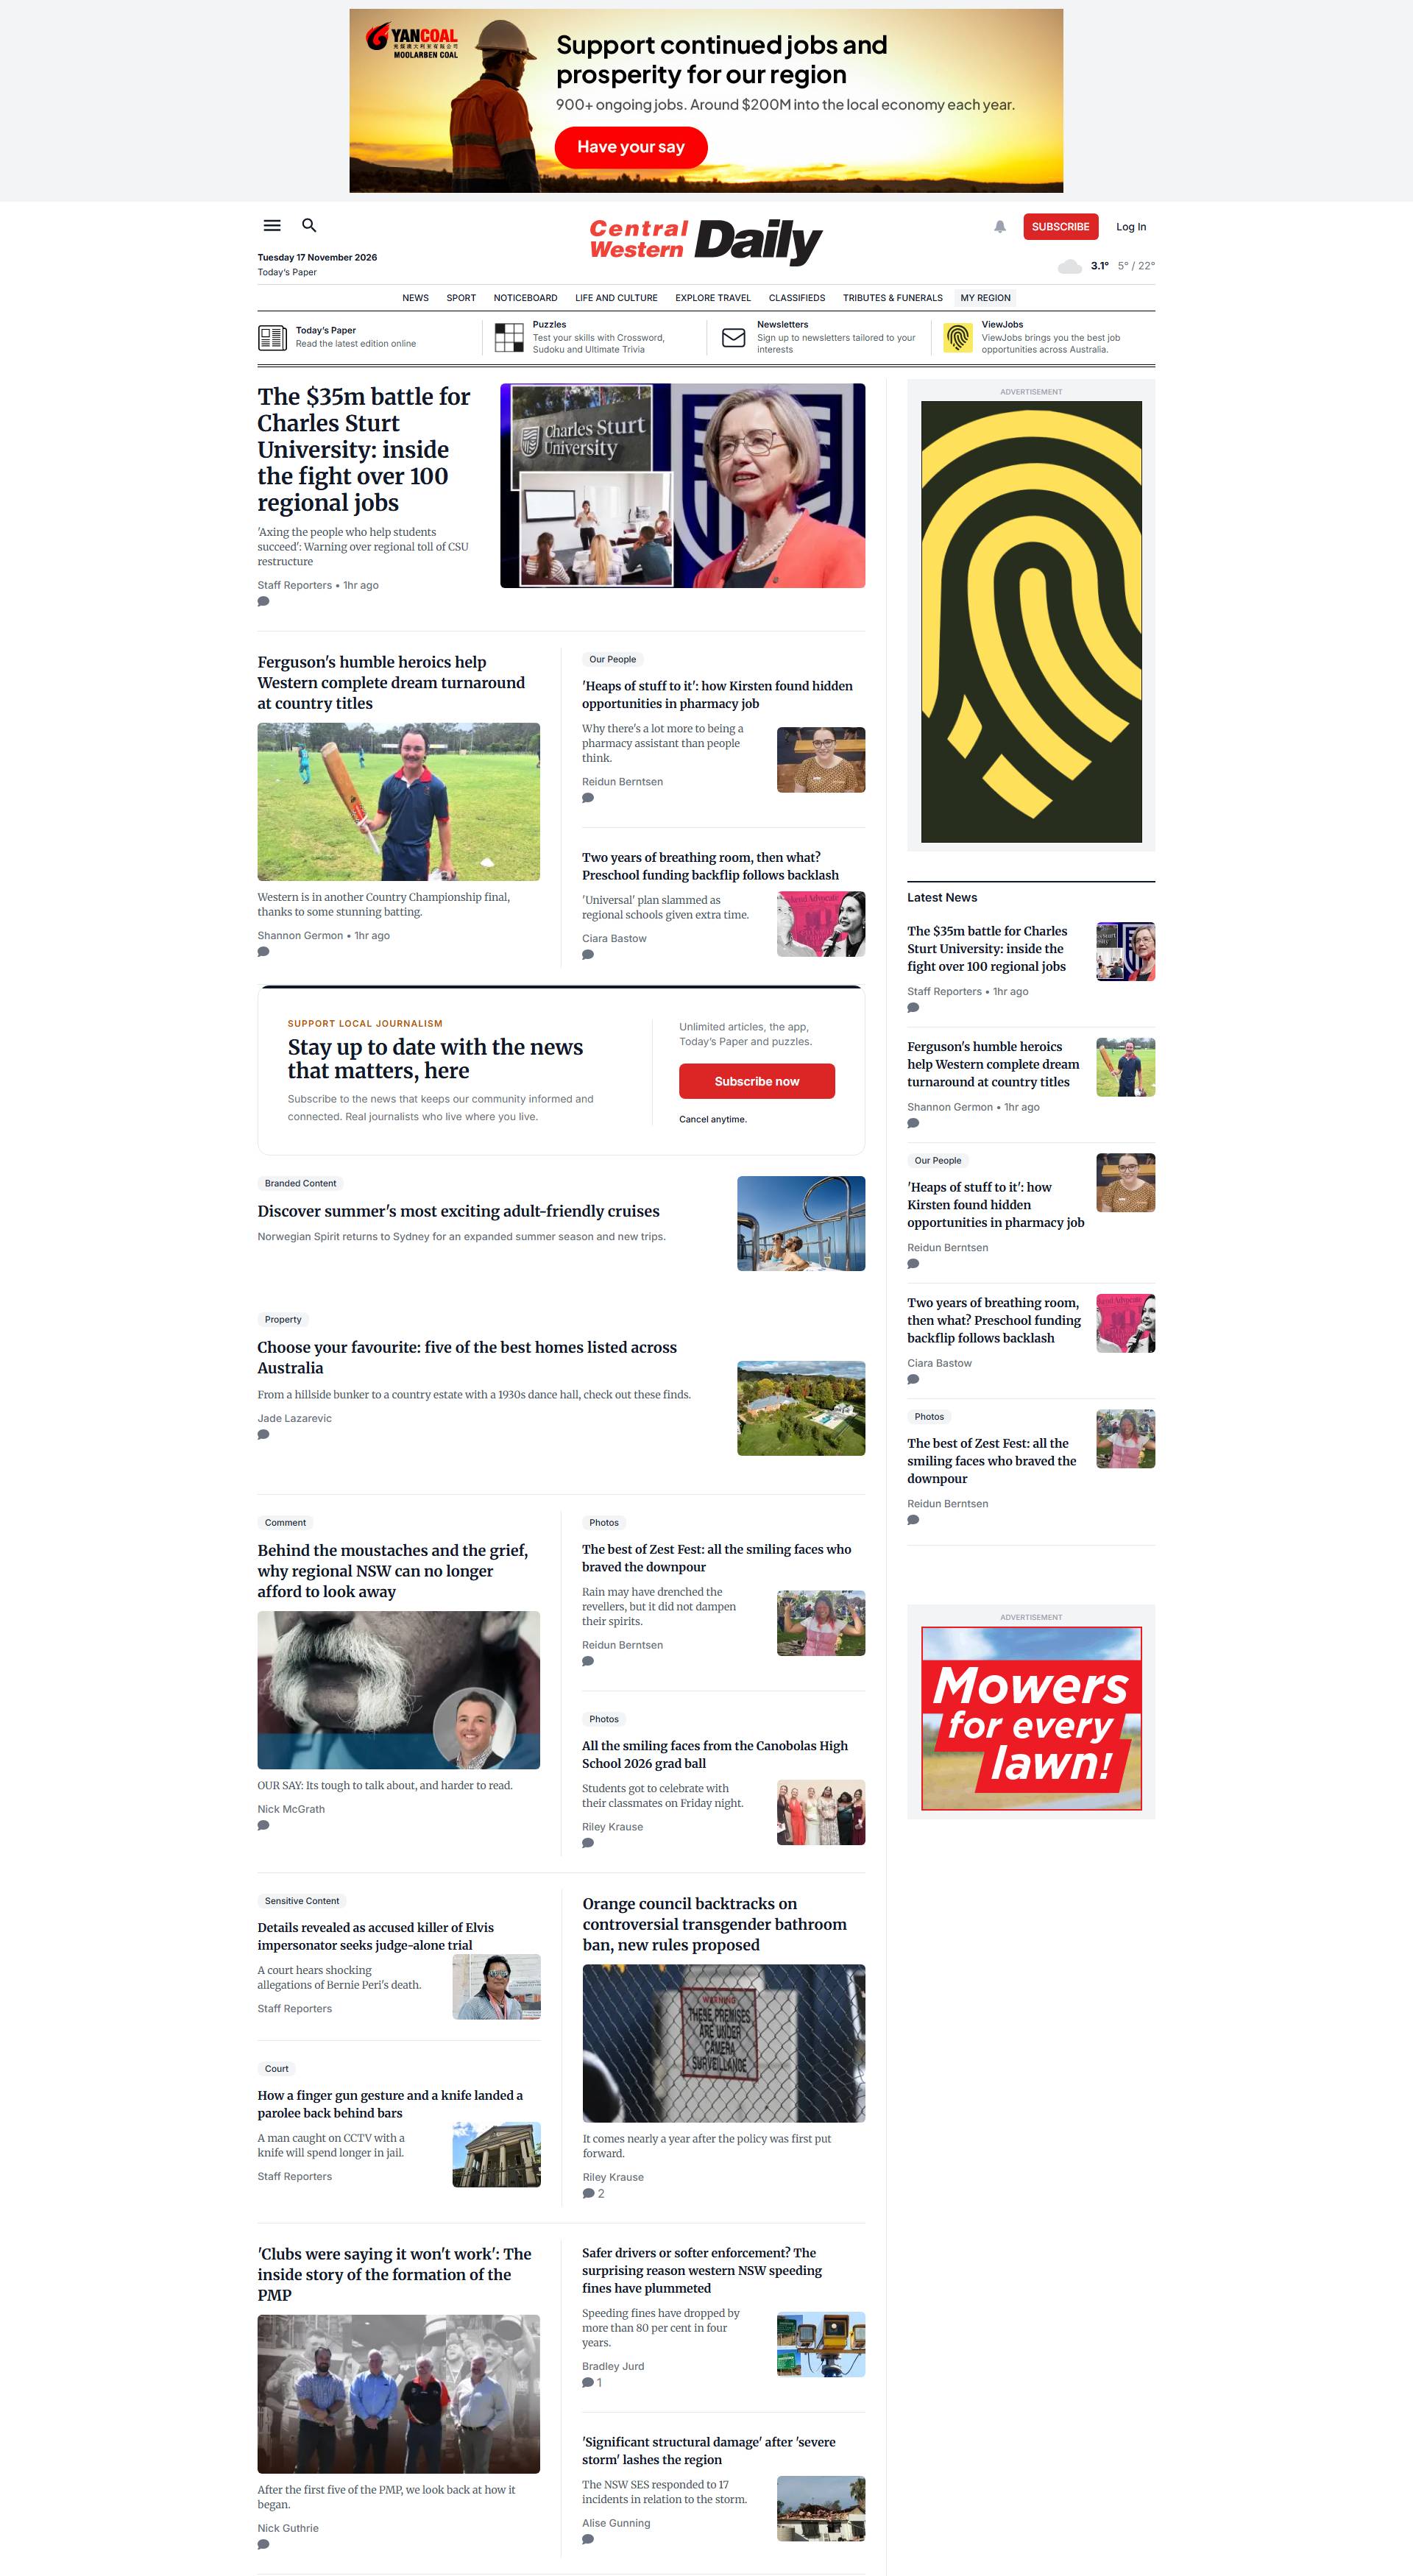 YANCOAL
MOOLARBEN COAL
Support continued jobs and
prosperity for our region
900+ ongoing jobs. Around $200M into the local economy each year.
Have your say
Central
Western Daily
SUBSCRIBE
Log In
Tuesday 17 November 2026
Today's Paper
3.1° 5° / 22°
NEWS SPORT NOTICEBOARD LIFE AND CULTURE EXPLORE TRAVEL CLASSIFIEDS TRIBUTES & FUNERALS MY REGION
Today's Paper
Read the latest edition online
Puzzles
Test your skills with Crossword,
Sudoku and Ultimate Trivia
Newsletters
Sign up to newsletters tailored to your
interests
ViewJobs
ViewJobs brings you the best job
opportunities across Australia.
The $35m battle for
Charles Sturt
University: inside
the fight over 100
regional jobs
'Axing the people who help students
succeed': Warning over regional toll of CSU
restructure
Staff Reporters • 1hr ago
Charles Sturt
University
Ferguson's humble heroics help
Western complete dream turnaround
at country titles
Western is in another Country Championship final,
thanks to some stunning batting.
Shannon Germon • 1hr ago
Our People
'Heaps of stuff to it': how Kirsten found hidden
opportunities in pharmacy job
Why there's a lot more to being a
pharmacy assistant than people
think.
Reidun Berntsen
Two years of breathing room, then what?
Preschool funding backflip follows backlash
'Universal' plan slammed as
regional schools given extra time.
Ciara Bastow
SUPPORT LOCAL JOURNALISM
Stay up to date with the news
that matters, here
Subscribe to the news that keeps our community informed and
connected. Real journalists who live where you live.
Unlimited articles, the app,
Today's Paper and puzzles.
Subscribe now
Cancel anytime.
Branded Content
Discover summer's most exciting adult-friendly cruises
Norwegian Spirit returns to Sydney for an expanded summer season and new trips.
Property
Choose your favourite: five of the best homes listed across
Australia
From a hillside bunker to a country estate with a 1930s dance hall, check out these finds.
Jade Lazarevic
Comment
Behind the moustaches and the grief,
why regional NSW can no longer
afford to look away
OUR SAY: Its tough to talk about, and harder to read.
Nick McGrath
Photos
The best of Zest Fest: all the smiling faces who
braved the downpour
Rain may have drenched the
revellers, but it did not dampen
their spirits.
Reidun Berntsen
Photos
All the smiling faces from the Canobolas High
School 2026 grad ball
Students got to celebrate with
their classmates on Friday night.
Riley Krause
Sensitive Content
Details revealed as accused killer of Elvis
impersonator seeks judge-alone trial
A court hears shocking
allegations of Bernie Peri's death.
Staff Reporters
Court
How a finger gun gesture and a knife landed a
parolee back behind bars
A man caught on CCTV with a
knife will spend longer in jail.
Staff Reporters
Orange council backtracks on
controversial transgender bathroom
ban, new rules proposed
WARNING
THESE PREMISES
ARE UNDER
CAMERA
SURVEILLANCE
It comes nearly a year after the policy was first put
forward.
Riley Krause
2
'Clubs were saying it won't work': The
inside story of the formation of the
PMP
After the first five of the PMP, we look back at how it
began.
Nick Guthrie
Safer drivers or softer enforcement? The
surprising reason western NSW speeding
fines have plummeted
Speeding fines have dropped by
more than 80 per cent in four
years.
Bradley Jurd
1
'Significant structural damage' after 'severe
storm' lashes the region
The NSW SES responded to 17
incidents in relation to the storm.
Alise Gunning
ADVERTISEMENT
Latest News
The $35m battle for Charles
Sturt University: inside the
fight over 100 regional jobs
Staff Reporters • 1hr ago
Ferguson's humble heroics
help Western complete dream
turnaround at country titles
Shannon Germon • 1hr ago
Our People
'Heaps of stuff to it': how
Kirsten found hidden
opportunities in pharmacy job
Reidun Berntsen
Two years of breathing room,
then what? Preschool funding
backflip follows backlash
Ciara Bastow
Photos
The best of Zest Fest: all the
smiling faces who braved the
downpour
Reidun Berntsen
ADVERTISEMENT
Mowers
for every
lawn!